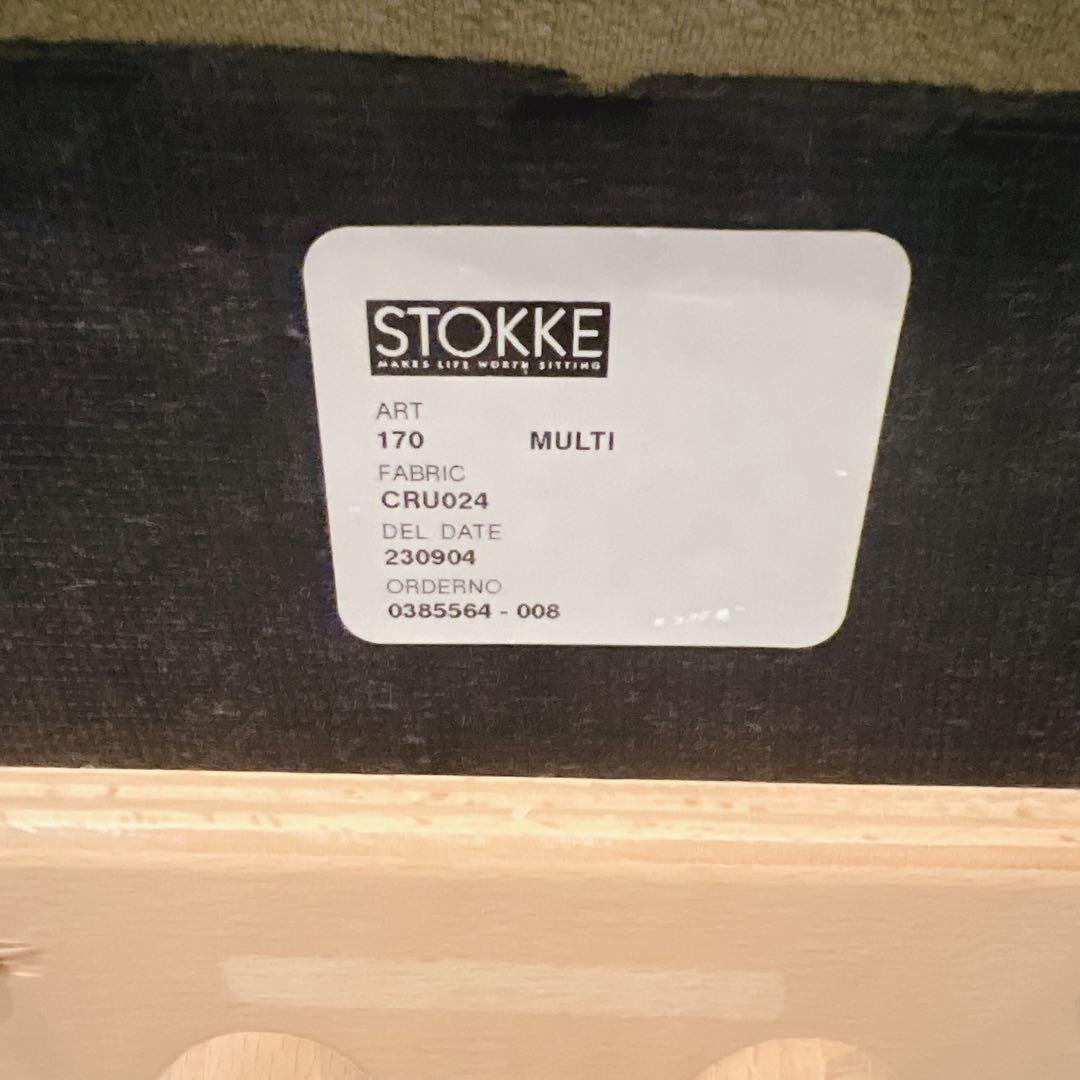 STOKKE
MAKES LIFE WORTH SITTING
ART
170 MULTI
FABRIC
CRU024
DEL DATE
230904
ORDERNO
0385564 - 008